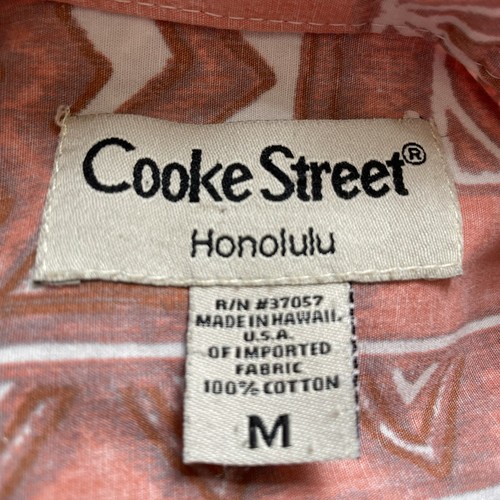 Cooke Street®
Honolulu
R/N #37057
MADE IN HAWAII.
U.S.A.
OF IMPORTED
FABRIC
100% COTTON
M